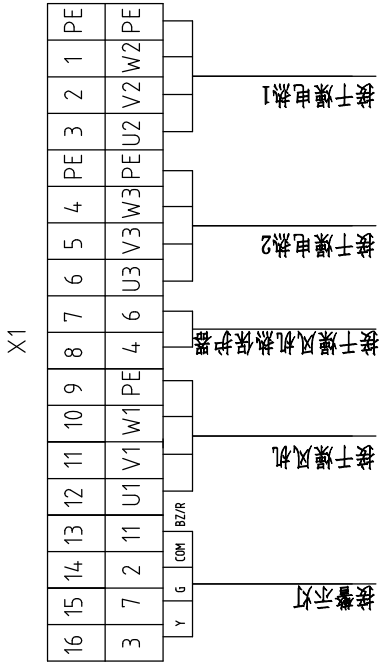 X1
PE PE
1 W2
2 V2
3 U2
接干燥电热1
PE PE
4 W3
5 V3
6 U3
接干燥电热2
7 6
8 4
接干燥风机热保护器
9 PE
10 W1
11 V1
12 U1
接干燥风机
13 11 BZ/R
14 2 COM
15 7 G
16 3 Y
接警示灯